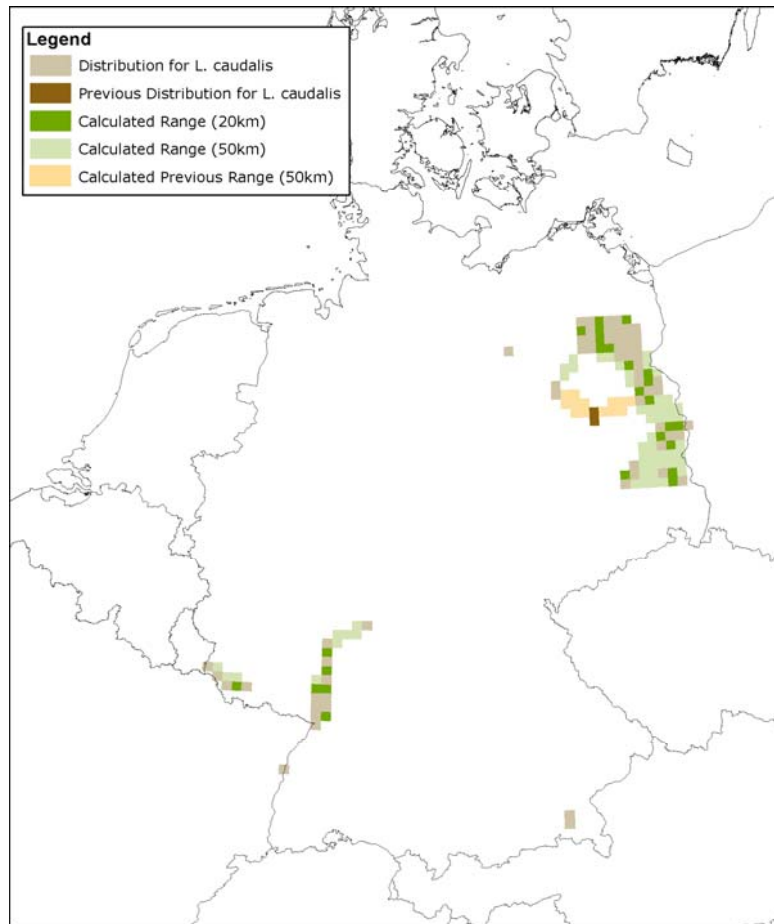 Legend
Distribution for L. caudalis
Previous Distribution for L. caudalis
Calculated Range (20km)
Calculated Range (50km)
Calculated Previous Range (50km)